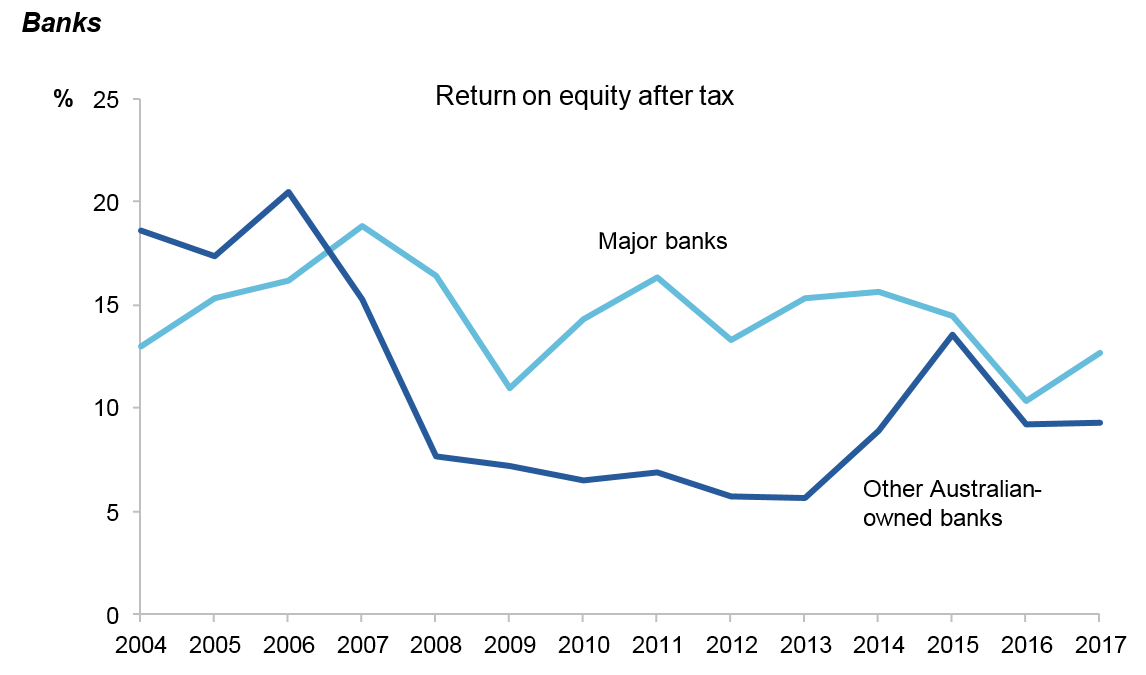 Banks
Return on equity after tax
% 25
20
15
10
5
0
Major banks
Other Australian-
owned banks
2004 2005 2006 2007 2008 2009 2010 2011 2012 2013 2014 2015 2016 2017